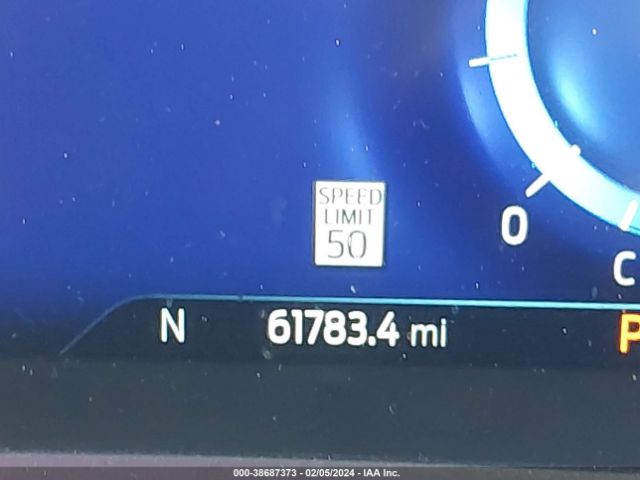 SPEED
LIMIT
50
0
C
N 61783.4 mi P
000-38687373 - 02/05/2024 - IAA Inc.